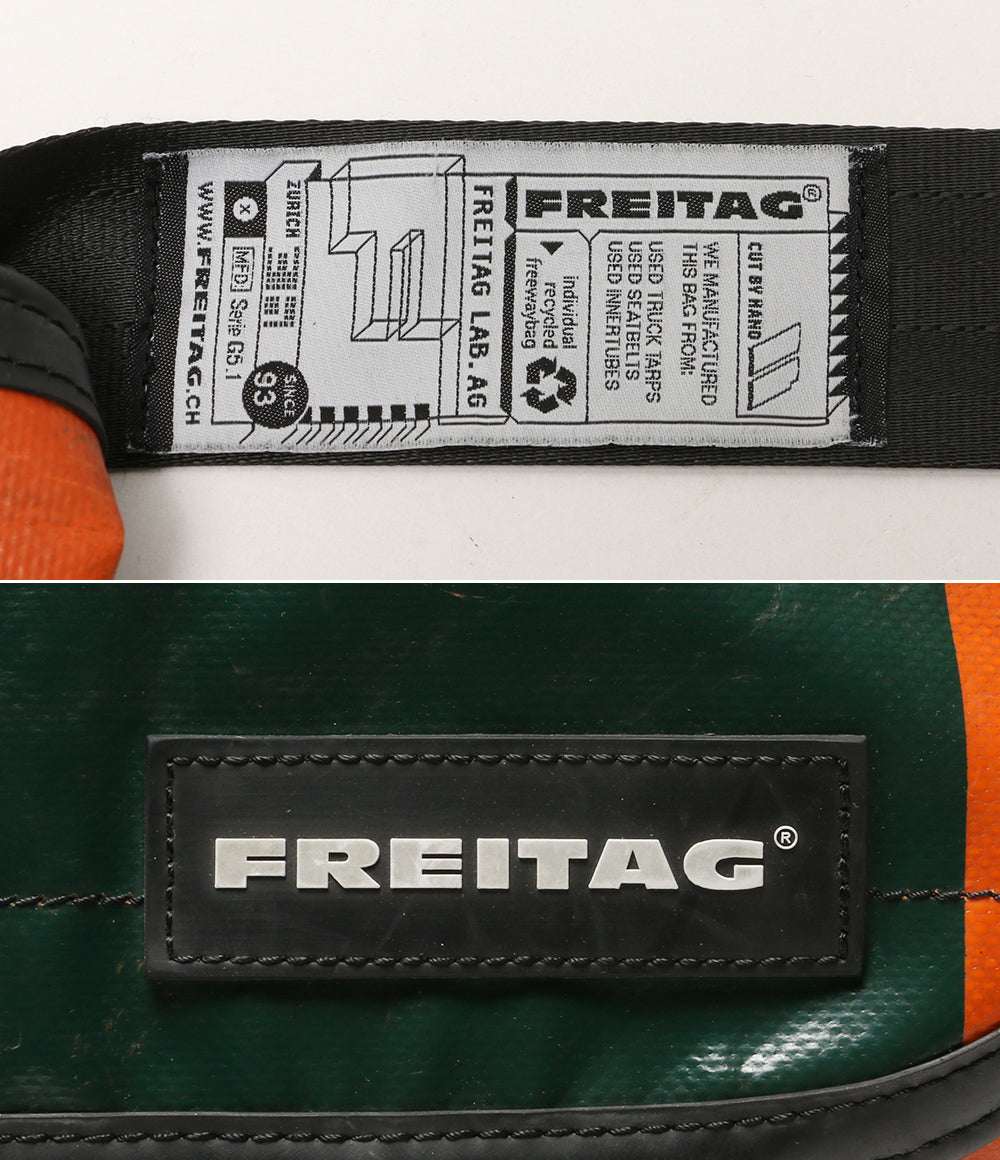 FREITAG®
CUT BY HAND
WE MANUFACTURED
THIS BAG FROM:
USED TRUCK TARPS
USED SEATBELTS
USED INNERTUBES
individual
recycled
freewaybag
FREITAG LAB.AG
ZURICH
SINCE
93
X
MFD Serie G5.1
WWW.FREITAG.CH
FREITAG®